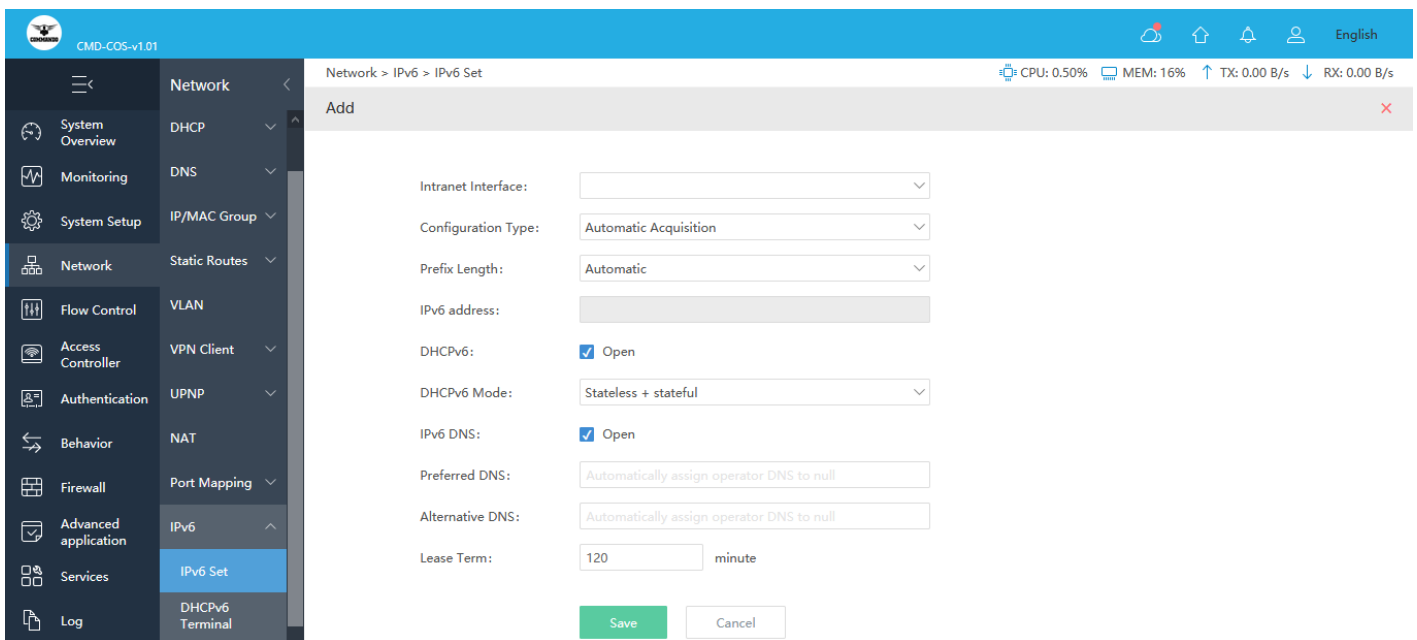 COMMANDO
CMD-COS-v1.01
English
Network
Network > IPv6 > IPv6 Set
CPU: 0.50%
MEM: 16%
TX: 0.00 B/s
RX: 0.00 B/s
Add
System
Overview
Monitoring
System Setup
Network
Flow Control
Access
Controller
Authentication
Behavior
Firewall
Advanced
application
Services
Log
DHCP
DNS
IP/MAC Group
Static Routes
VLAN
VPN Client
UPNP
NAT
Port Mapping
IPv6
IPv6 Set
DHCPv6
Terminal
Intranet Interface:
Configuration Type: Automatic Acquisition
Prefix Length: Automatic
IPv6 address:
DHCPv6: Open
DHCPv6 Mode: Stateless + stateful
IPv6 DNS: Open
Preferred DNS: Automatically assign operator DNS to null
Alternative DNS: Automatically assign operator DNS to null
Lease Term: 120 minute
Save
Cancel